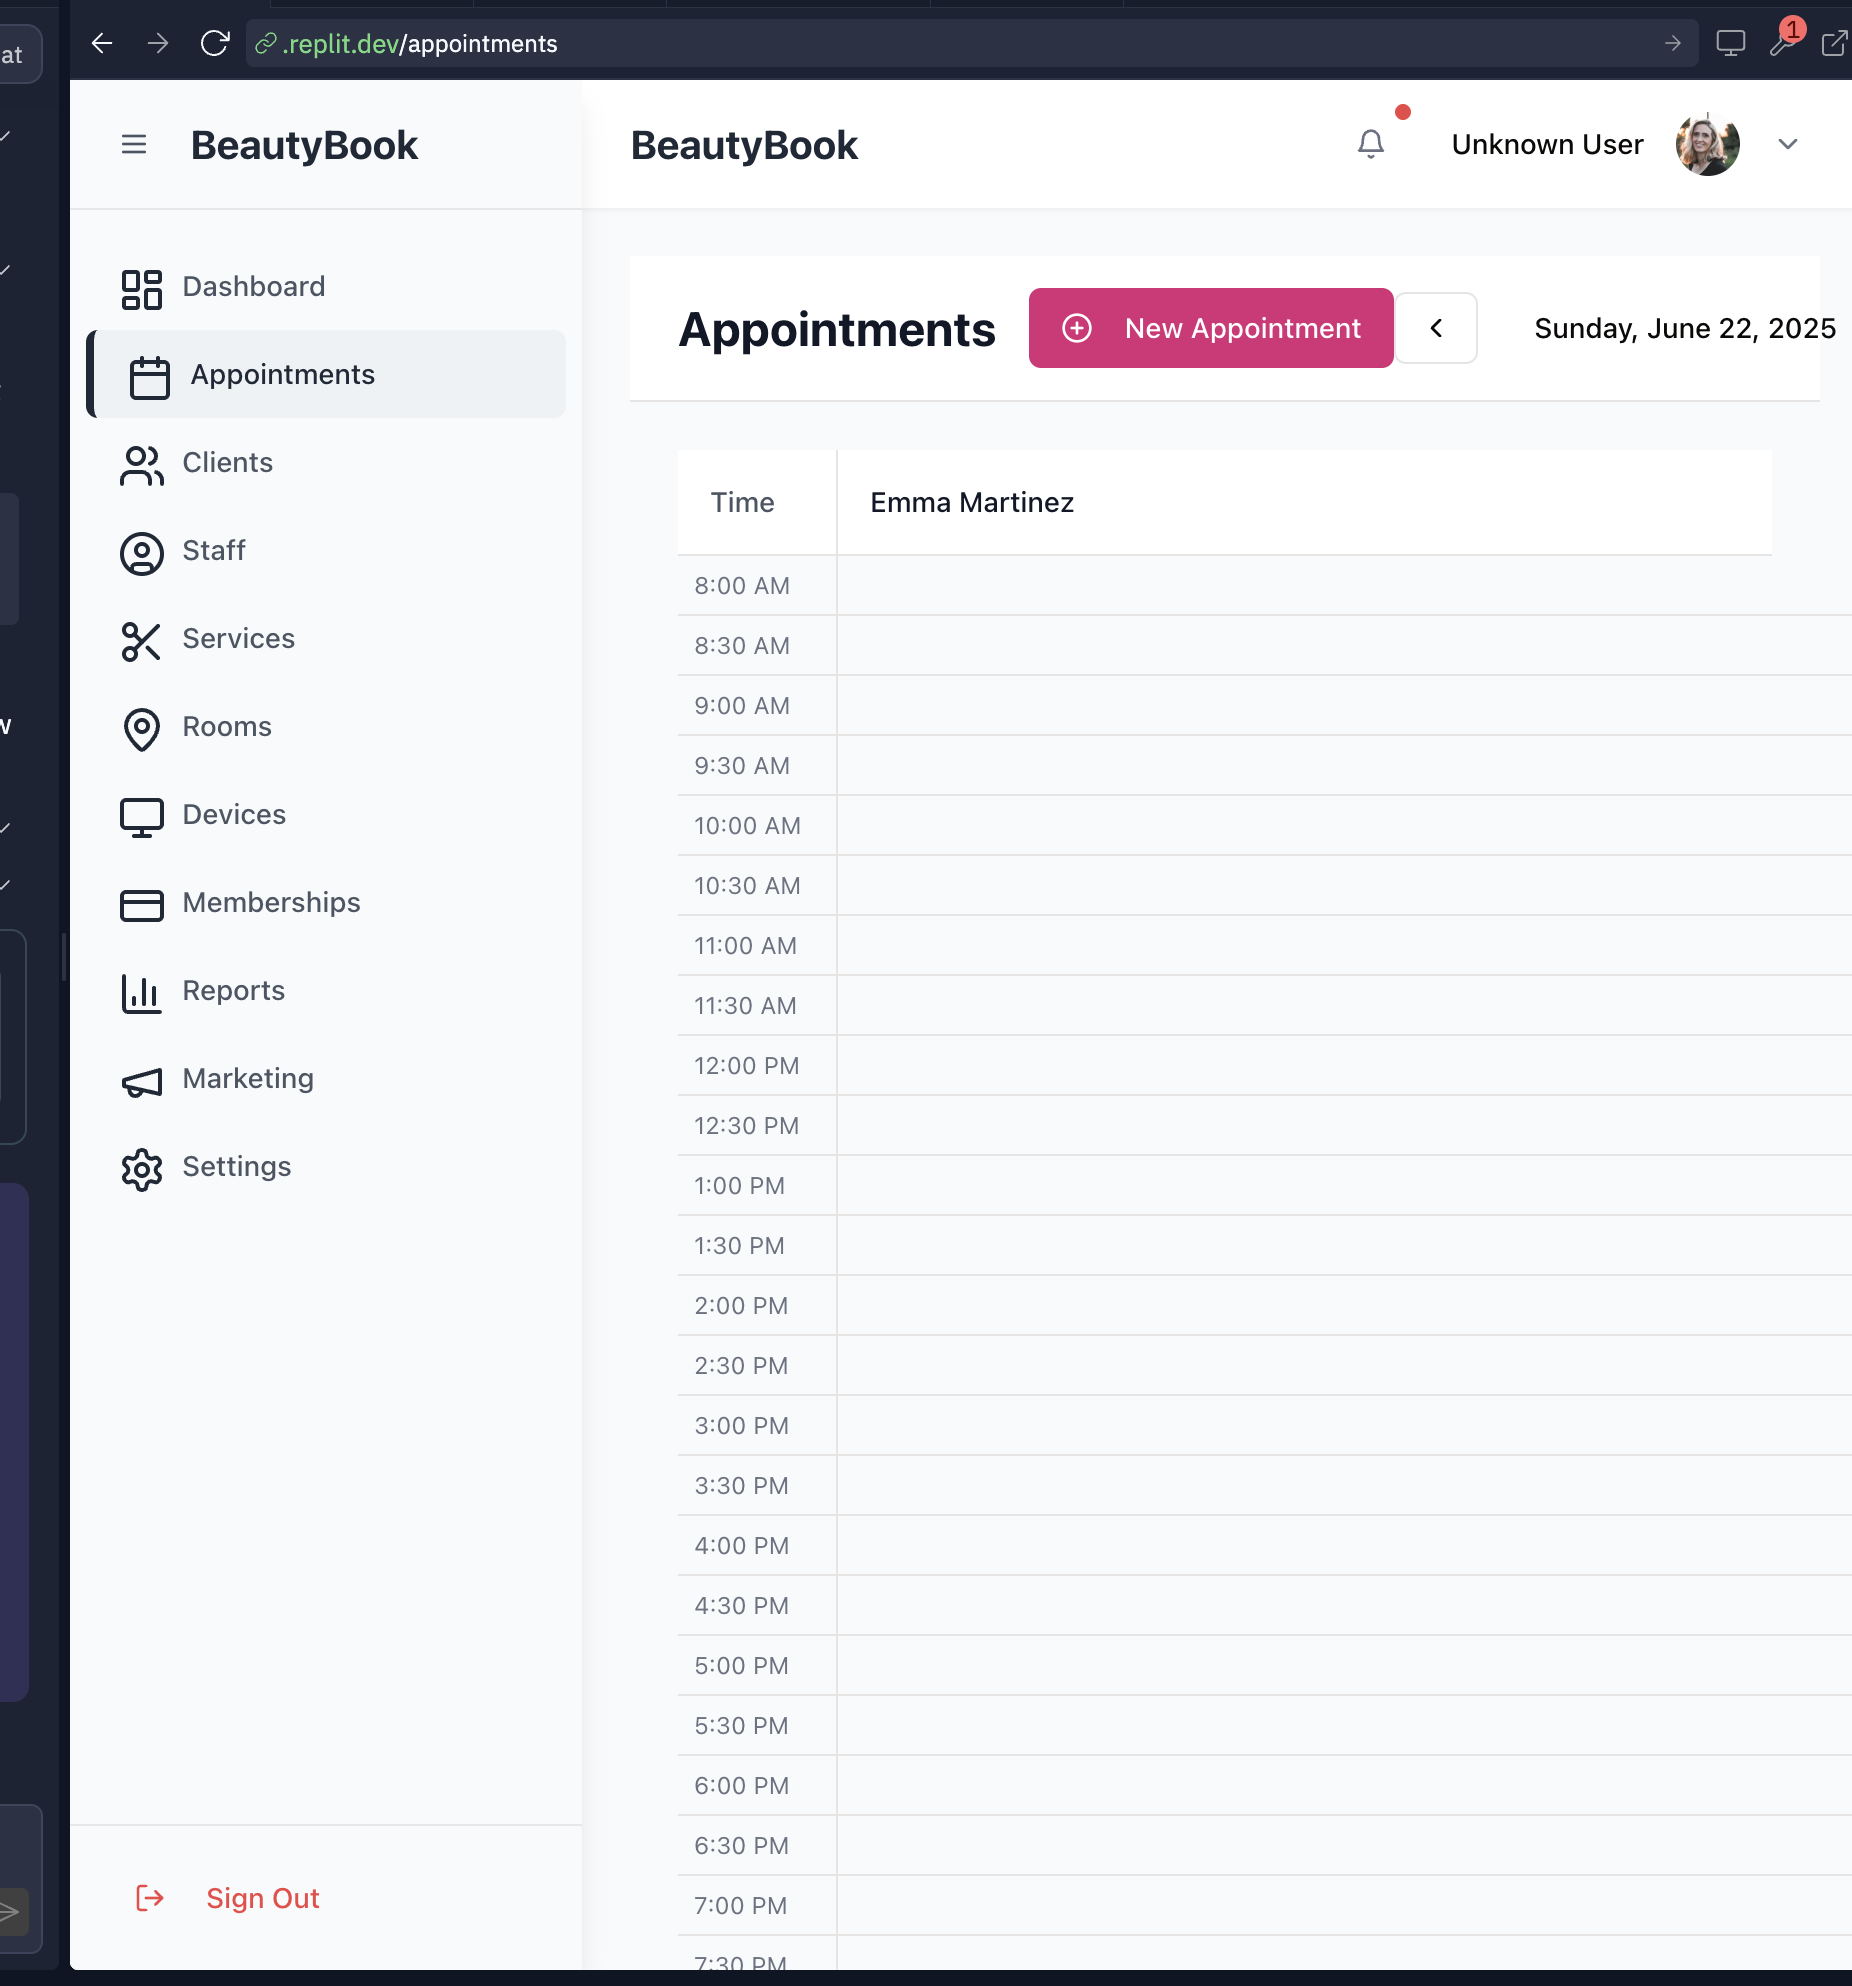 at
.replit.dev/appointments
1
BeautyBook
BeautyBook
Unknown User
Dashboard
Appointments
Clients
Staff
Services
Rooms
Devices
Memberships
Reports
Marketing
Settings
Sign Out
Appointments
New Appointment
Sunday, June 22, 2025
Time
Emma Martinez
8:00 AM
8:30 AM
9:00 AM
9:30 AM
10:00 AM
10:30 AM
11:00 AM
11:30 AM
12:00 PM
12:30 PM
1:00 PM
1:30 PM
2:00 PM
2:30 PM
3:00 PM
3:30 PM
4:00 PM
4:30 PM
5:00 PM
5:30 PM
6:00 PM
6:30 PM
7:00 PM
7:30 PM